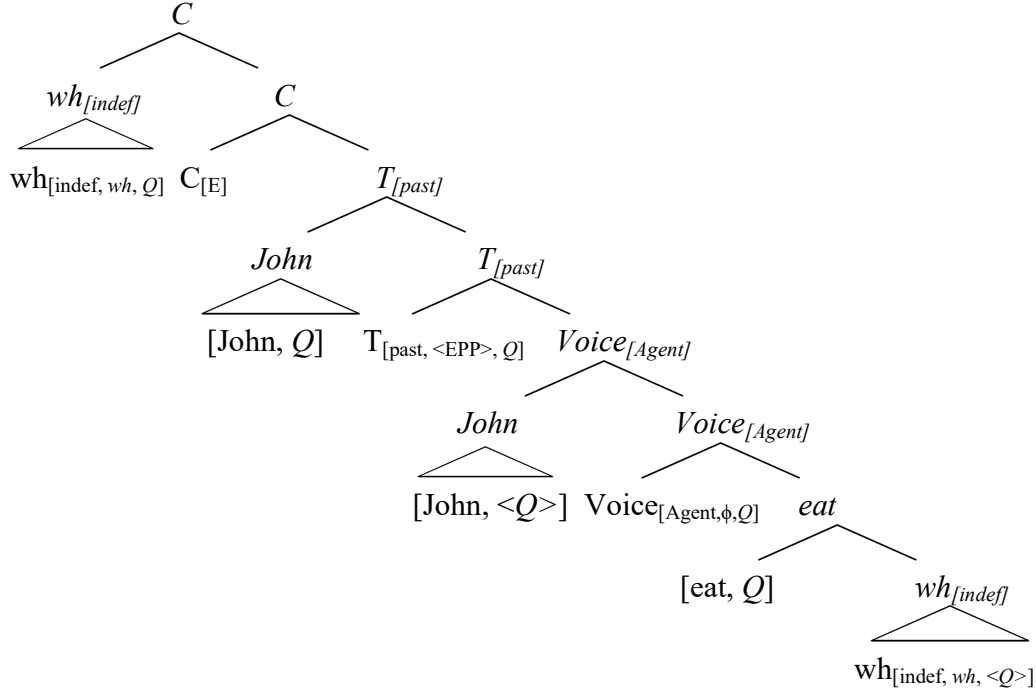 C
wh[indef] C
wh[indef, wh, Q] C[E] T[past]
John T[past]
[John, Q] T[past, <EPP>, Q] Voice[Agent]
John Voice[Agent]
[John, <Q>] Voice[Agent,ϕ,Q] eat
[eat, Q] wh[indef]
wh[indef, wh, <Q>]